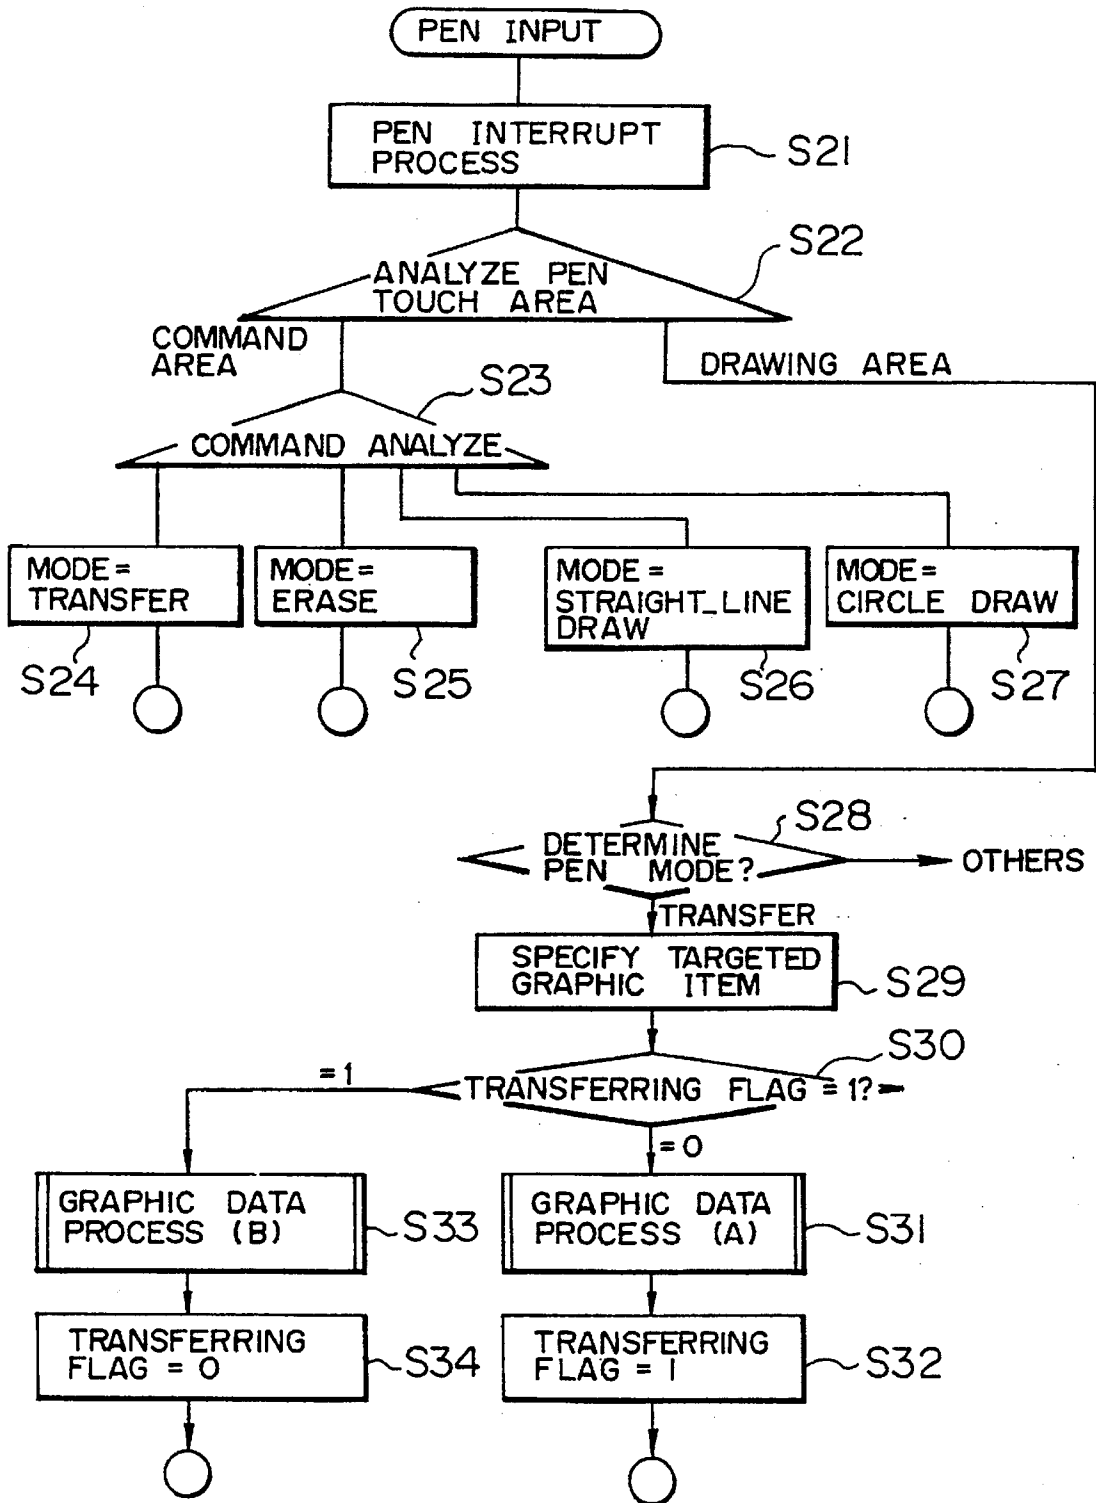 PEN INPUT
PEN INTERRUPT
PROCESS
S21
S22
ANALYZE PEN
TOUCH AREA
COMMAND
AREA
DRAWING AREA
S23
COMMAND ANALYZE
MODE=
TRANSFER
MODE=
ERASE
MODE=
STRAIGHT_LINE
DRAW
MODE=
CIRCLE DRAW
S24
S25
S26
S27
S28
DETERMINE
PEN MODE?
OTHERS
TRANSFER
SPECIFY TARGETED
GRAPHIC ITEM
S29
S30
=1
TRANSFERRING FLAG = 1?
=0
GRAPHIC DATA
PROCESS (B)
S33
GRAPHIC DATA
PROCESS (A)
S31
TRANSFERRING
FLAG = 0
S34
TRANSFERRING
FLAG = 1
S32